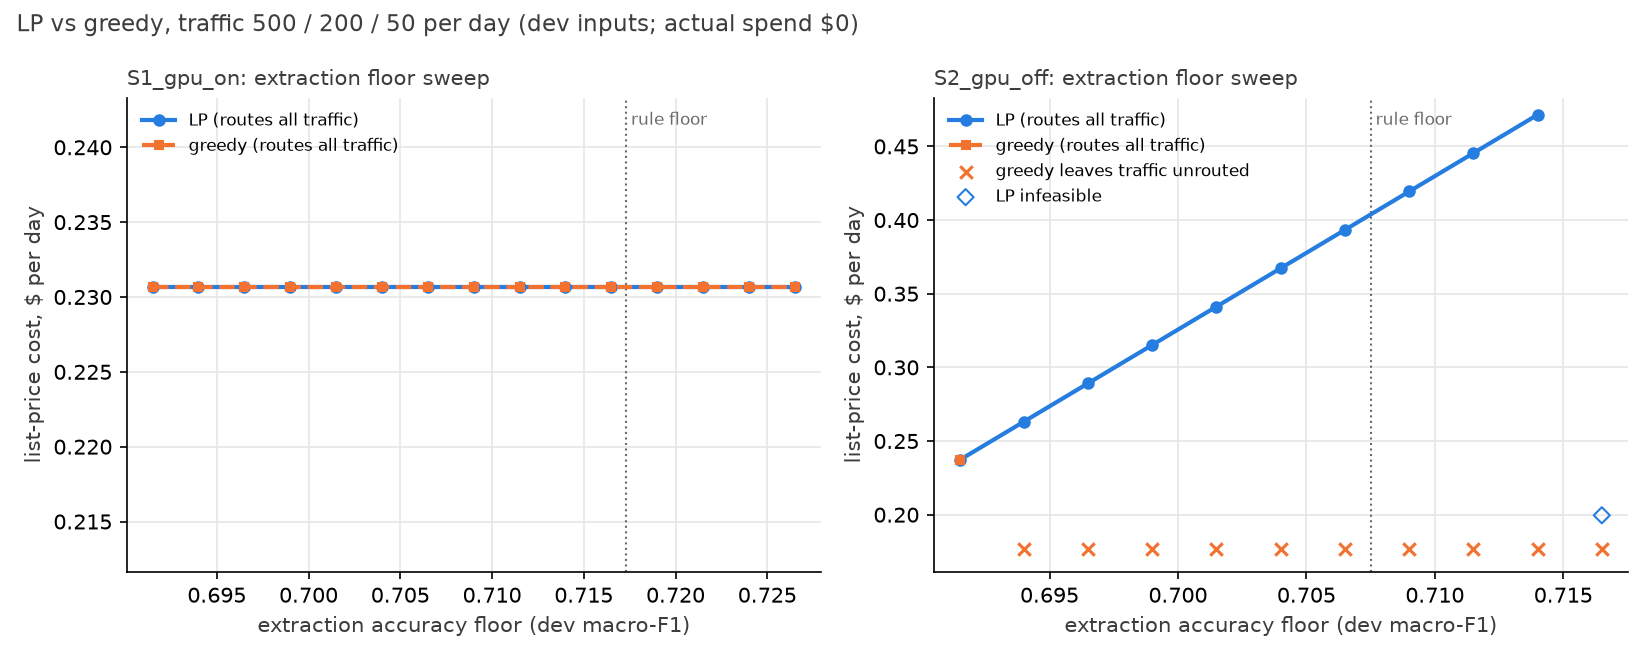 LP vs greedy, traffic 500 / 200 / 50 per day (dev inputs; actual spend $0)
S1_gpu_on: extraction floor sweep
LP (routes all traffic)
greedy (routes all traffic)
rule floor
0.240
0.235
0.230
0.225
0.220
0.215
list-price cost, $ per day
0.695 0.700 0.705 0.710 0.715 0.720 0.725
extraction accuracy floor (dev macro-F1)
S2_gpu_off: extraction floor sweep
LP (routes all traffic)
greedy (routes all traffic)
greedy leaves traffic unrouted
LP infeasible
rule floor
0.45
0.40
0.35
0.30
0.25
0.20
list-price cost, $ per day
0.695 0.700 0.705 0.710 0.715
extraction accuracy floor (dev macro-F1)